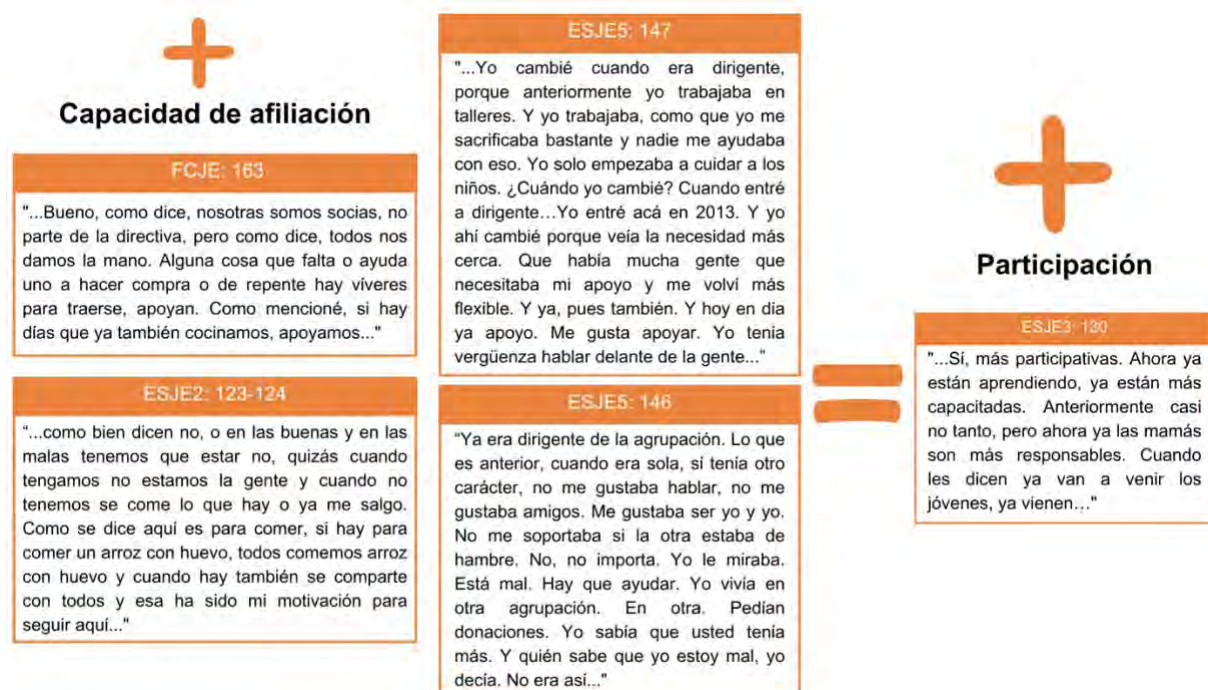 Capacidad de afiliación
FCJE: 163
"...Bueno, como dice, nosotras somos socias, no
parte de la directiva, pero como dice, todos nos
damos la mano. Alguna cosa que falta o ayuda
uno a hacer compra o de repente hay víveres
para traerse, apoyan. Como mencioné, si hay
días que ya también cocinamos, apoyamos..."
ESJE2: 123-124
"...como bien dicen no, o en las buenas y en las
malas tenemos que estar no, quizás cuando
tengamos no estamos la gente y cuando no
tenemos se come lo que hay o ya me salgo.
Como se dice aquí es para comer, si hay para
comer un arroz con huevo, todos comemos arroz
con huevo y cuando hay también se comparte
con todos y esa ha sido mi motivación para
seguir aquí..."
ESJE5: 147
"...Yo cambié cuando era dirigente,
porque anteriormente yo trabajaba en
talleres. Y yo trabajaba, como que yo me
sacrificaba bastante y nadie me ayudaba
con eso. Yo solo empezaba a cuidar a los
niños. ¿Cuándo yo cambié? Cuando entré
a dirigente...Yo entré acá en 2013. Y yo
ahí cambié porque veía la necesidad más
cerca. Que había mucha gente que
necesitaba mi apoyo y me volví más
flexible. Y ya, pues también. Y hoy en día
ya apoyo. Me gusta apoyar. Yo tenía
vergüenza hablar delante de la gente..."
ESJE5: 146
"Ya era dirigente de la agrupación. Lo que
es anterior, cuando era sola, sí tenía otro
carácter, no me gustaba hablar, no me
gustaba amigos. Me gustaba ser yo y yo.
No me soportaba si la otra estaba de
hambre. No, no importa. Yo le miraba.
Está mal. Hay que ayudar. Yo vivía en
otra agrupación. En otra. Pedían
donaciones. Yo sabía que usted tenía
más. Y quién sabe que yo estoy mal, yo
decía. No era así..."
Participación
ESJE3: 130
"...Sí, más participativas. Ahora ya
están aprendiendo, ya están más
capacitadas. Anteriormente casi
no tanto, pero ahora ya las mamás
son más responsables. Cuando
les dicen ya van a venir los
jóvenes, ya vienen..."